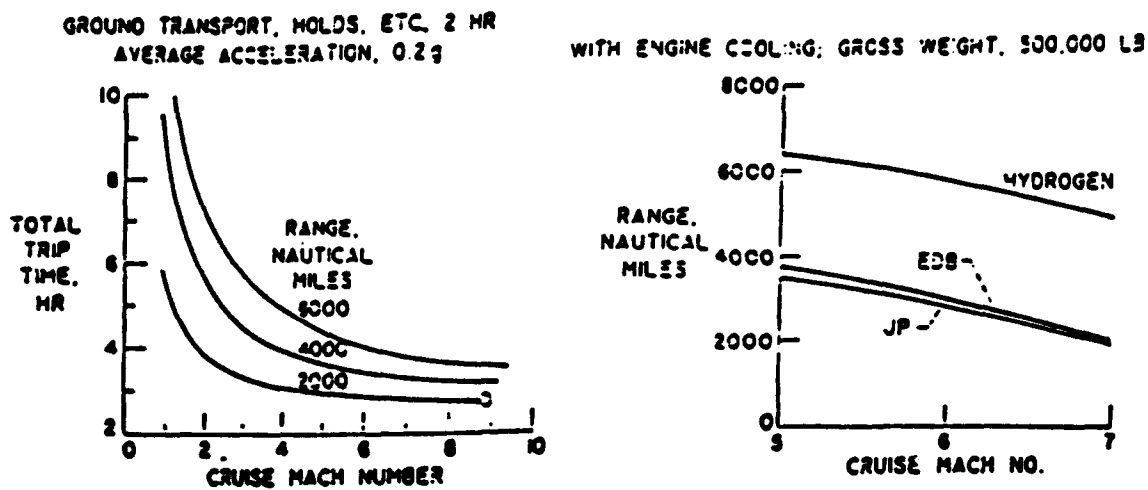 GROUND TRANSPORT, HOLDS, ETC, 2 HR
AVERAGE ACCELERATION, 0.2 g
10
8
6
4
2
TOTAL
TRIP
TIME,
HR
RANGE,
NAUTICAL
MILES
6000
4000
2000
0
2
4
6
8
10
CRUISE MACH NUMBER
WITH ENGINE COOLING; GROSS WEIGHT, 500,000 LB
8000
6000
4000
2000
0
RANGE,
NAUTICAL
MILES
HYDROGEN
JP
5
6
7
CRUISE MACH NO.